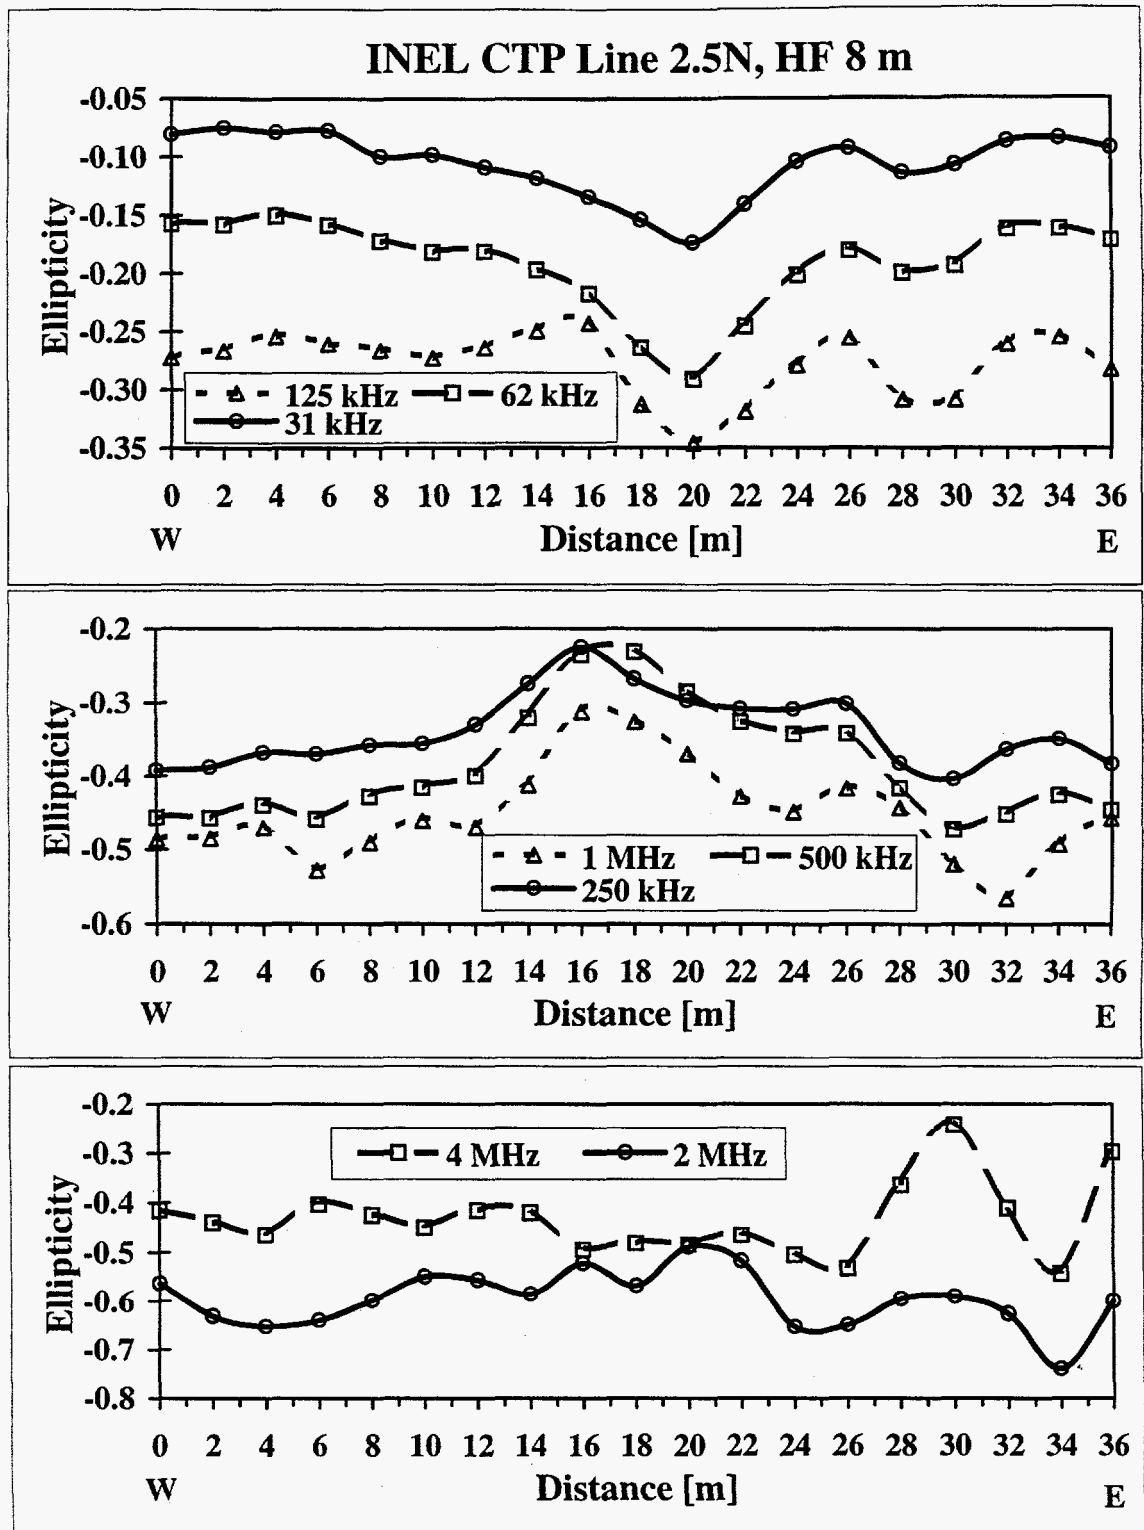 INEL CTP Line 2.5N, HF 8 m
-0.05
-0.10
-0.15
-0.20
-0.25
-0.30
-0.35
Ellipticity
125 kHz 62 kHz
31 kHz
0 2 4 6 8 10 12 14 16 18 20 22 24 26 28 30 32 34 36
W Distance [m] E
-0.2
-0.3
-0.4
-0.5
-0.6
Ellipticity
1 MHz 500 kHz
250 kHz
0 2 4 6 8 10 12 14 16 18 20 22 24 26 28 30 32 34 36
W Distance [m] E
-0.2
-0.3
-0.4
-0.5
-0.6
-0.7
-0.8
Ellipticity
4 MHz 2 MHz
0 2 4 6 8 10 12 14 16 18 20 22 24 26 28 30 32 34 36
W Distance [m] E